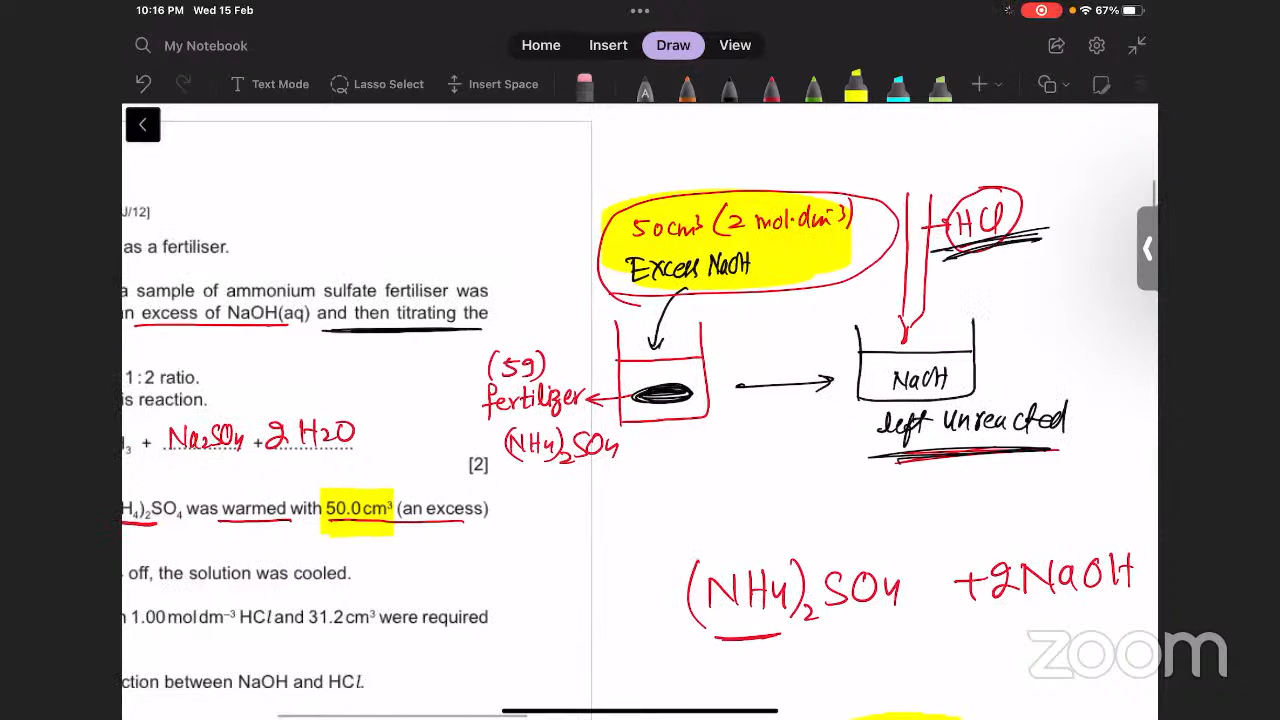 10:16 PM Wed 15 Feb
67%
My Notebook
Home Insert Draw View
Text Mode Lasso Select Insert Space
J/12]
as a fertiliser.
a sample of ammonium sulfate fertiliser was
n excess of NaOH(aq) and then titrating the
1 : 2 ratio.
is reaction.
3 + Na2SO4 + 2 H2O
[2]
H4)2SO4 was warmed with 50.0 cm³ (an excess)
off, the solution was cooled.
1.00 mol dm⁻³ HCl and 31.2 cm³ were required
ction between NaOH and HCl.
50cm³ (2 mol·dm⁻³)
Excess NaOH
HCl
(5g)
fertilizer
(NH4)2SO4
NaOH
left unreacted
(NH4)2SO4 +2NaOH
zoom